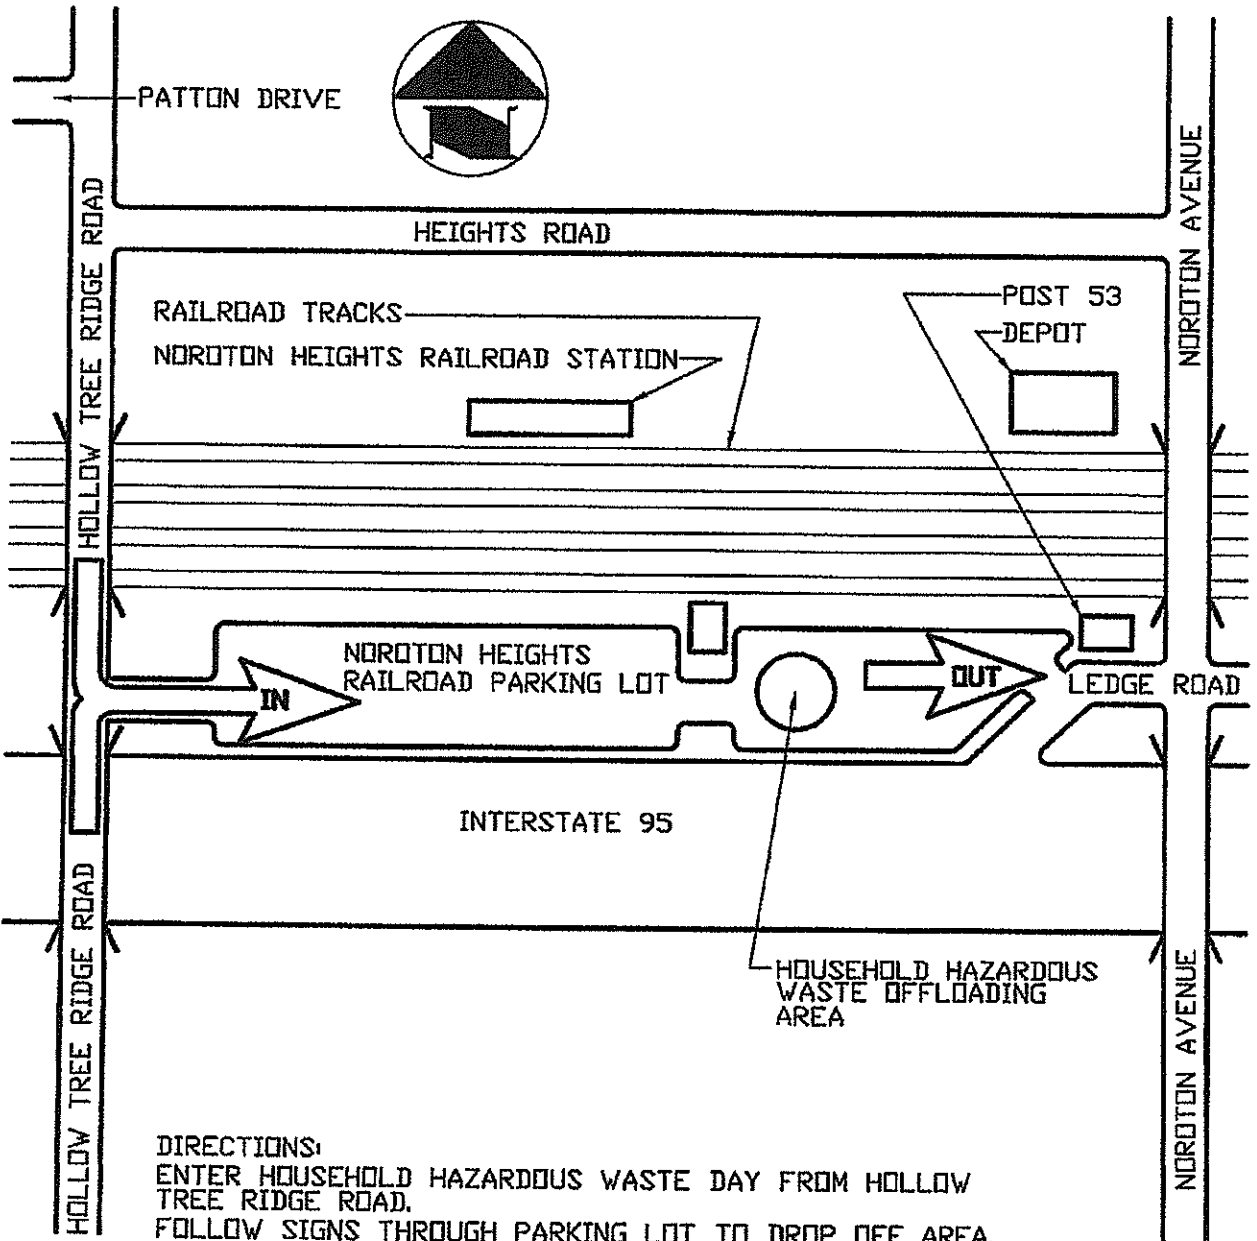 PATTON DRIVE
N
HEIGHTS ROAD
HOLLOW TREE RIDGE ROAD
NOROTON AVENUE
RAILROAD TRACKS
NOROTON HEIGHTS RAILROAD STATION
POST 53
DEPOT
NOROTON HEIGHTS
RAILROAD PARKING LOT
IN
OUT
LEDGE ROAD
INTERSTATE 95
HOLLOW TREE RIDGE ROAD
HOUSEHOLD HAZARDOUS
WASTE OFFLOADING
AREA
NOROTON AVENUE
DIRECTIONS:
ENTER HOUSEHOLD HAZARDOUS WASTE DAY FROM HOLLOW
TREE RIDGE ROAD.
FOLLOW SIGNS THROUGH PARKING LOT TO DROP OFF AREA